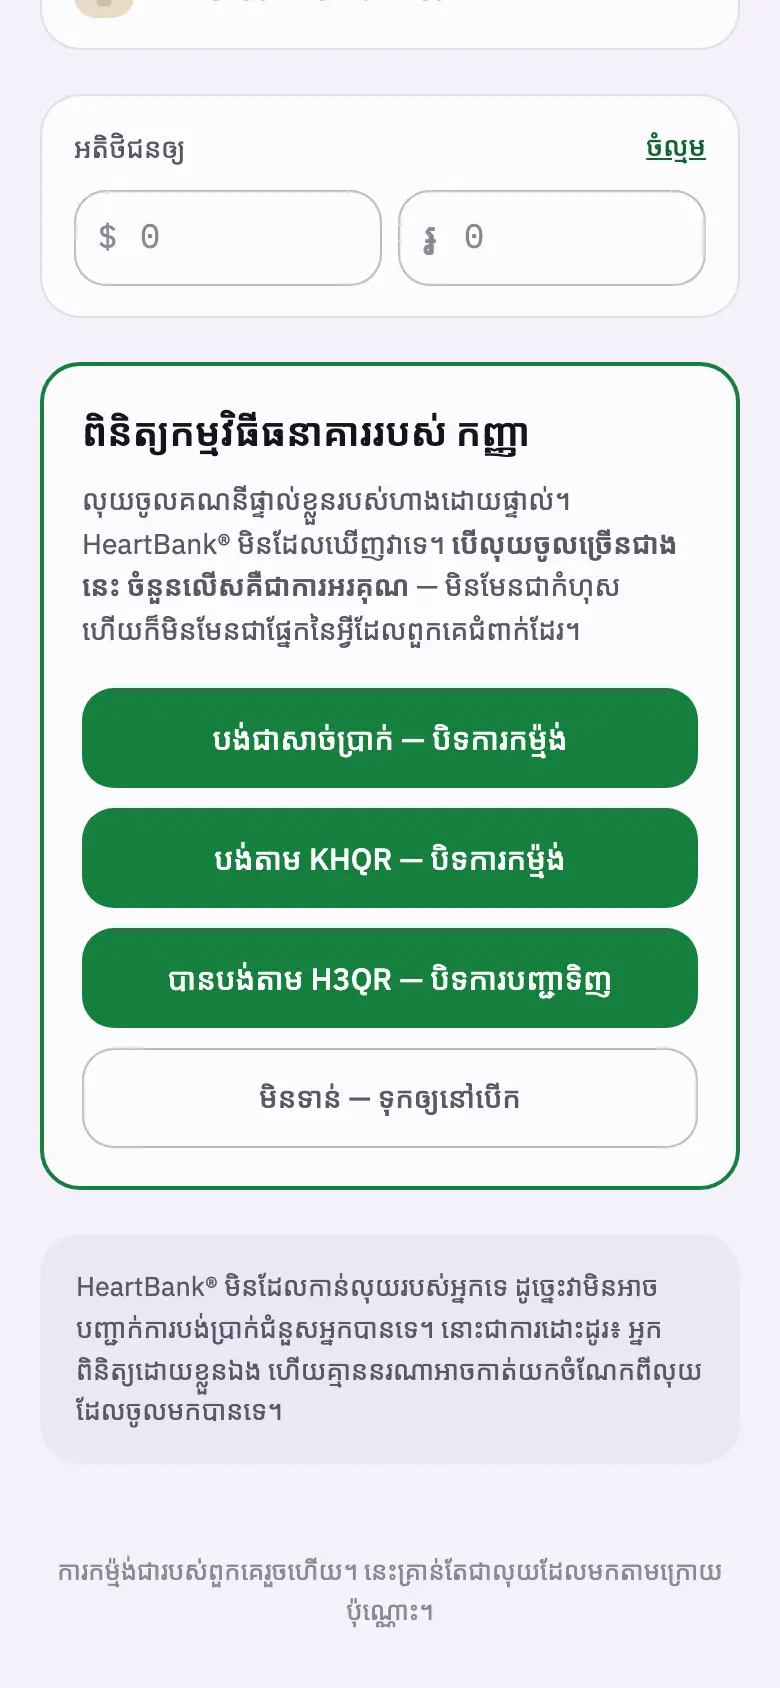 អតិថិជនឲ្យ
ចំល្មម
$ 0
៛ 0
ពិនិត្យកម្មវិធីធនាគាររបស់ កញ្ញា
លុយចូលគណនីផ្ទាល់ខ្លួនរបស់ហាងដោយផ្ទាល់។
HeartBank® មិនដែលឃើញវាទេ។ បើលុយចូលច្រើនជាង
នេះ ចំនួនលើសគឺជាការអរគុណ — មិនមែនជាកំហុស
ហើយក៏មិនមែនជាផ្នែកនៃអ្វីដែលពួកគេជំពាក់ដែរ។
បង់ជាសាច់ប្រាក់ — បិទការកម្ម៉ង់
បង់តាម KHQR — បិទការកម្ម៉ង់
បានបង់តាម H3QR — បិទការបញ្ជាទិញ
មិនទាន់ — ទុកឲ្យនៅបើក
HeartBank® មិនដែលកាន់លុយរបស់អ្នកទេ ដូច្នេះវាមិនអាច
បញ្ជាក់ការបង់ប្រាក់ជំនួសអ្នកបានទេ។ នោះជាការដោះដូរ៖ អ្នក
ពិនិត្យដោយខ្លួនឯង ហើយគ្មាននរណាអាចកាត់យកចំណែកពីលុយ
ដែលចូលមកបានទេ។
ការកម្ម៉ង់ជារបស់ពួកគេរួចហើយ។ នេះគ្រាន់តែជាលុយដែលមកតាមក្រោយ
ប៉ុណ្ណោះ។